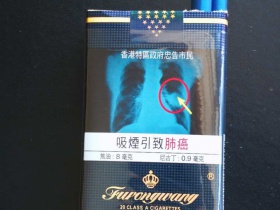 香港特區政府忠告市民
吸煙引致肺癌
焦油:8毫克 尼古丁:0.9毫克
Furongwang®
20 CLASS A CIGARETTES